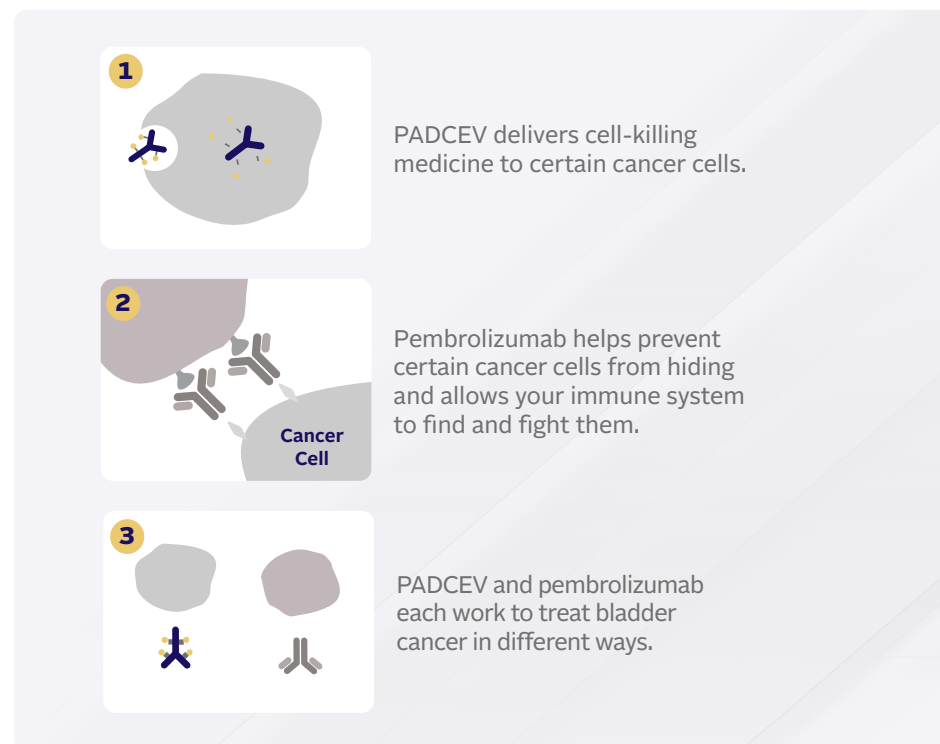 1
PADCEV delivers cell-killing
medicine to certain cancer cells.
2
Cancer
Cell
Pembrolizumab helps prevent
certain cancer cells from hiding
and allows your immune system
to find and fight them.
3
PADCEV and pembrolizumab
each work to treat bladder
cancer in different ways.